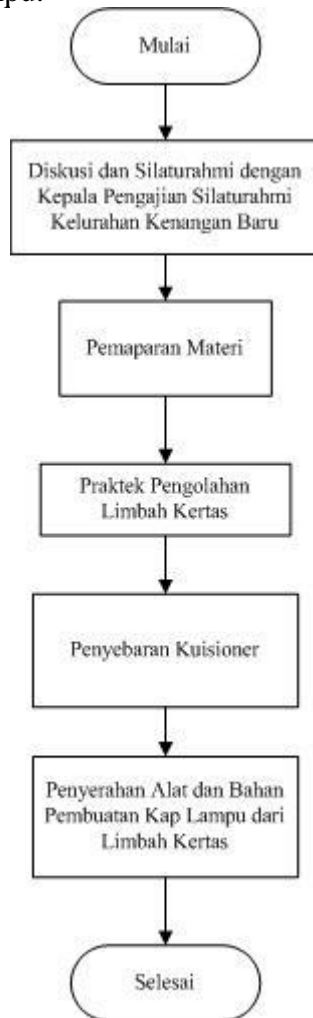 Mulai
Diskusi dan Silaturahmi dengan
Kepala Pengajian Silaturahmi
Kelurahan Kenangan Baru
Pemaparan Materi
Praktek Pengolahan
Limbah Kertas
Penyebaran Kuisioner
Penyerahan Alat dan Bahan
Pembuatan Kap Lampu dari
Limbah Kertas
Selesai